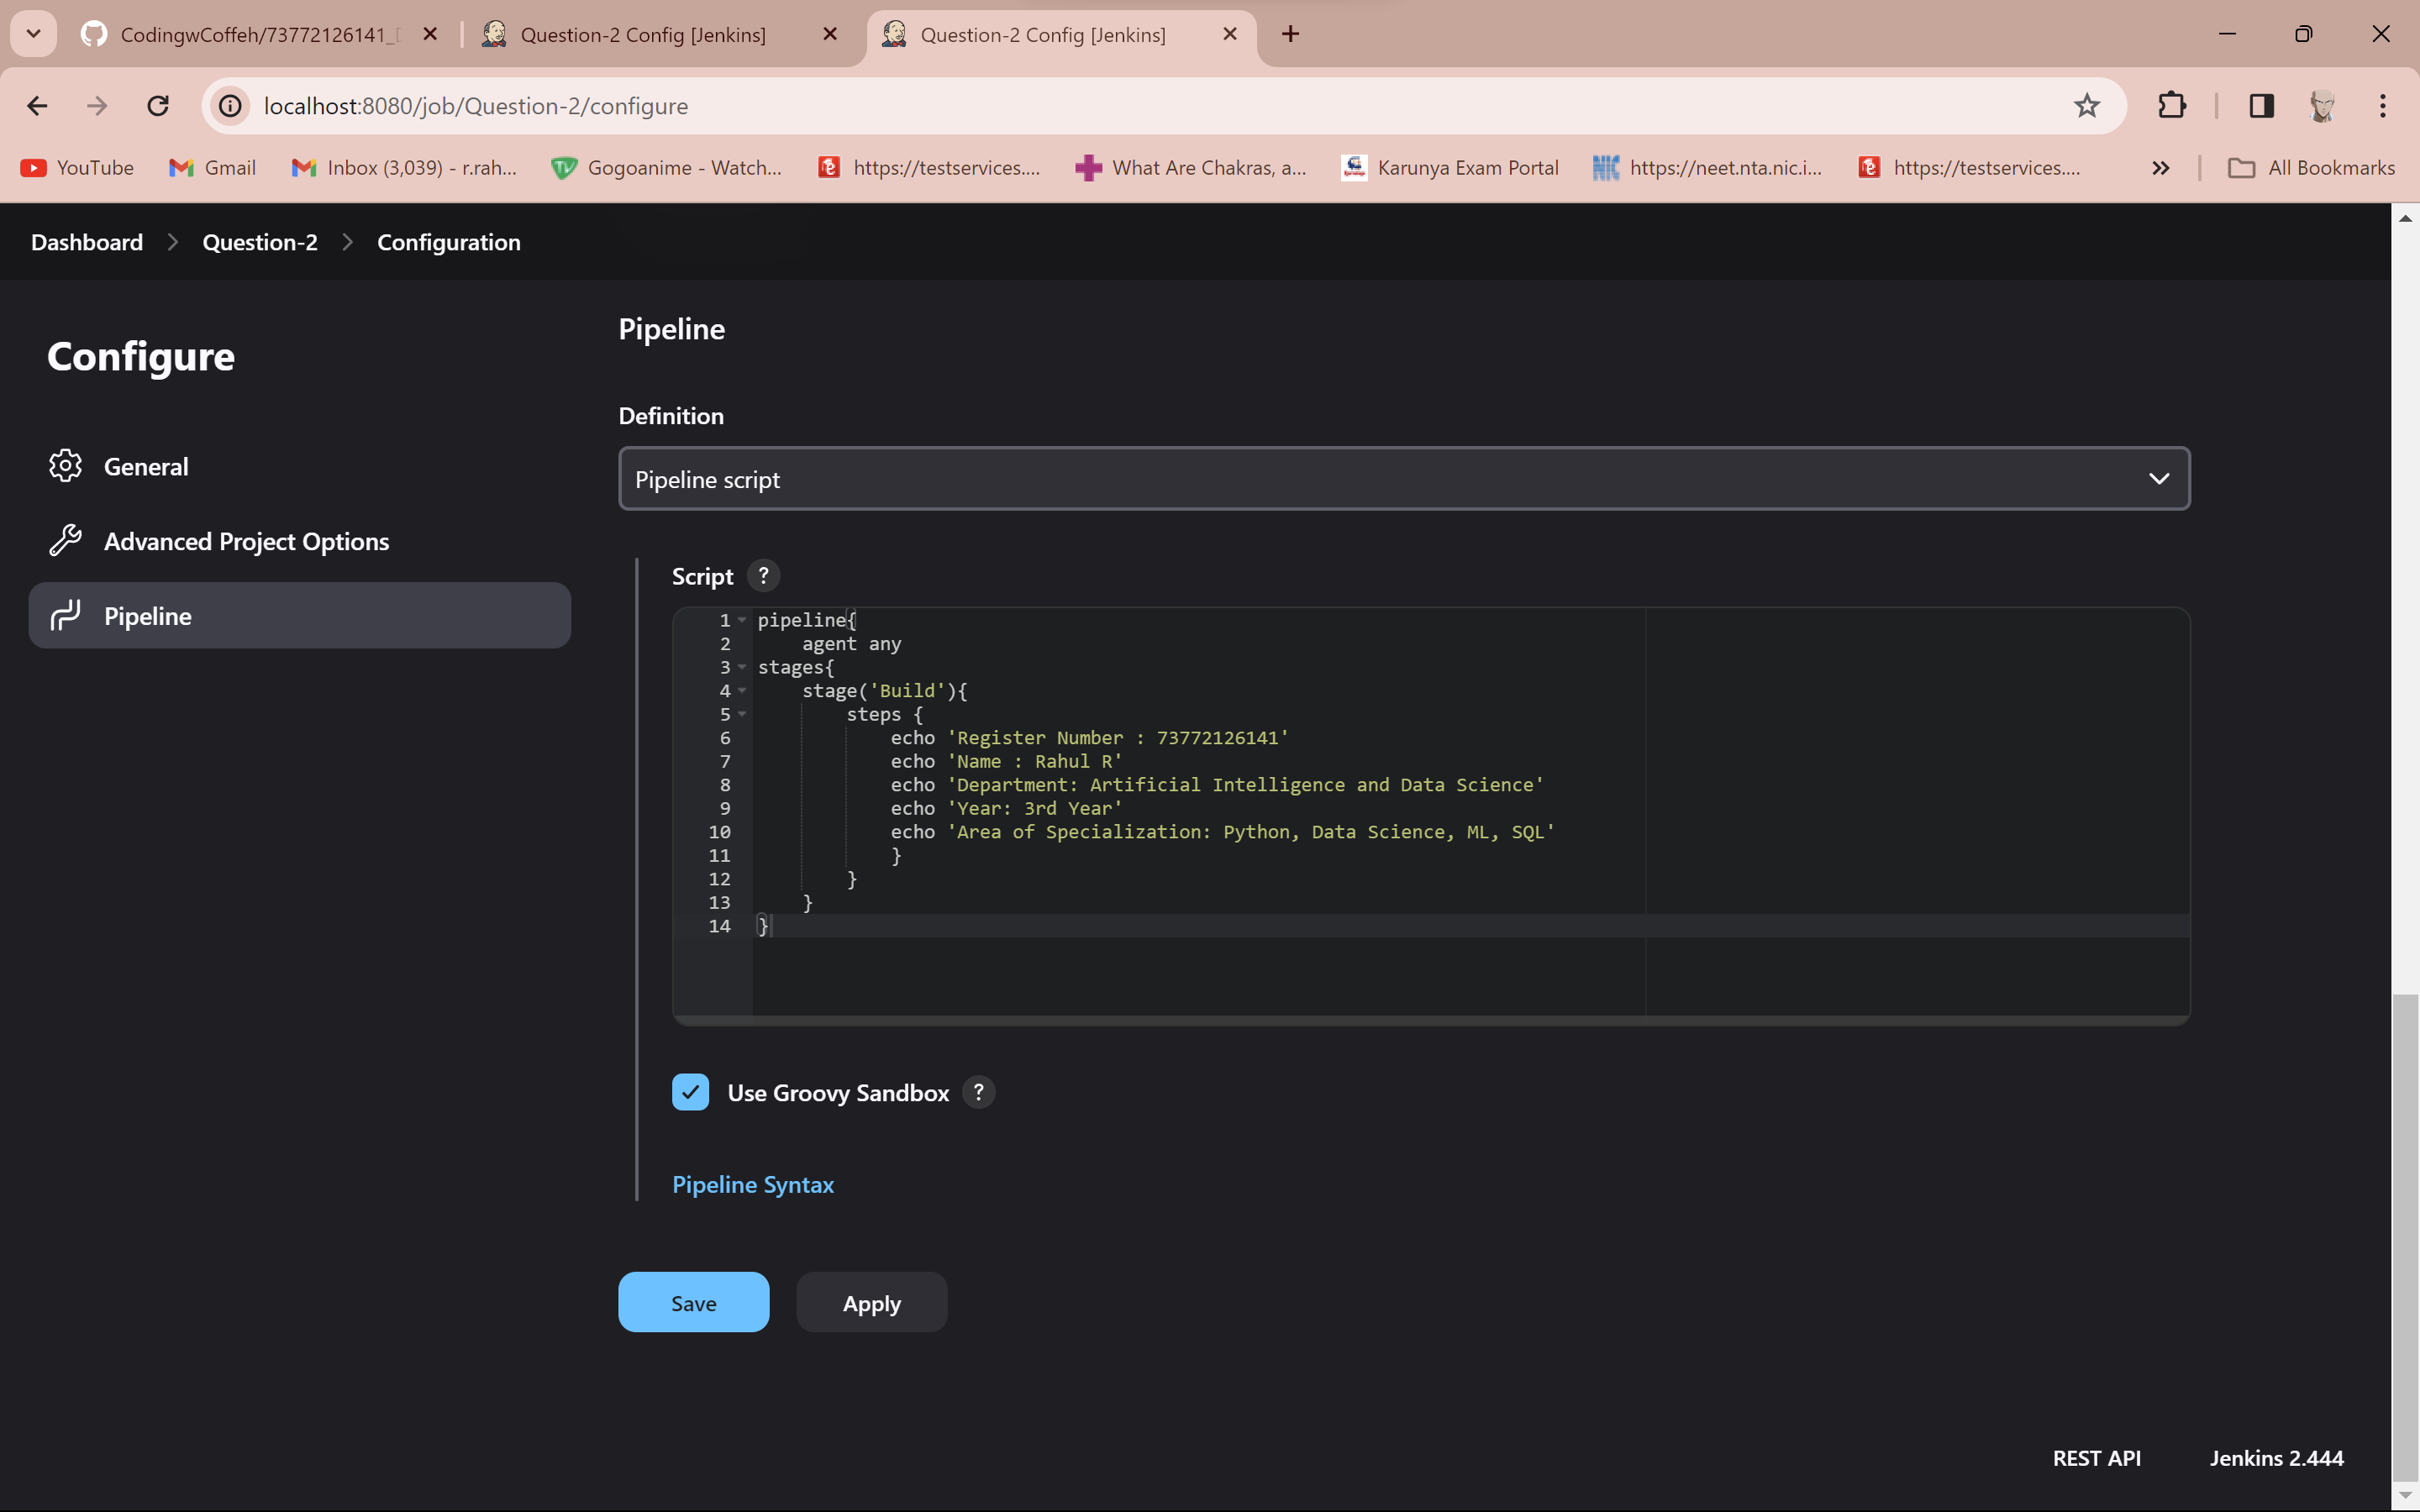 CodingwCoffeh/73772126141_
Question-2 Config [Jenkins]
Question-2 Config [Jenkins]
localhost:8080/job/Question-2/configure
YouTube
Gmail
Inbox (3,039) - r.rah...
Gogoanime - Watch...
https://testservices....
What Are Chakras, a...
Karunya Exam Portal
https://neet.nta.nic.i...
https://testservices....
All Bookmarks
Dashboard > Question-2 > Configuration
Configure
General
Advanced Project Options
Pipeline
Pipeline
Definition
Pipeline script
Script ?
1 pipeline{
2     agent any
3 stages{
4     stage('Build'){
5         steps {
6             echo 'Register Number : 73772126141'
7             echo 'Name : Rahul R'
8             echo 'Department: Artificial Intelligence and Data Science'
9             echo 'Year: 3rd Year'
10             echo 'Area of Specialization: Python, Data Science, ML, SQL'
11             }
12         }
13     }
14 }
Use Groovy Sandbox ?
Pipeline Syntax
Save
Apply
REST API
Jenkins 2.444